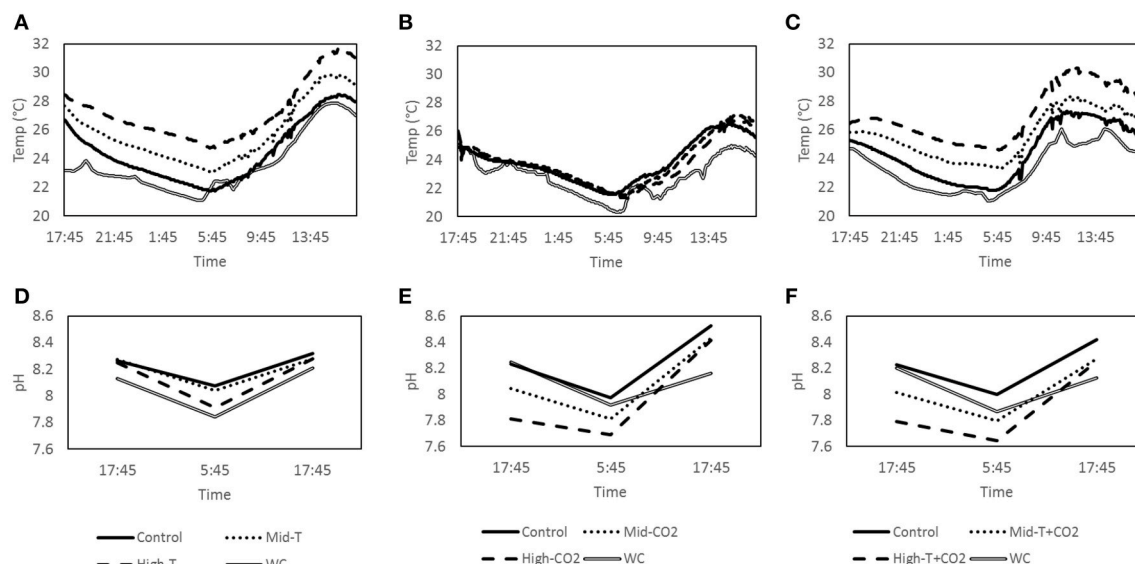 A
B
C
32
30
28
26
24
22
20
Temp (°C)
17:45 21:45 1:45 5:45 9:45 13:45
Time
32
30
28
26
24
22
20
Temp (°C)
17:45 21:45 1:45 5:45 9:45 13:45
Time
32
30
28
26
24
22
20
Temp (°C)
17:45 21:45 1:45 5:45 9:45 13:45
Time
D
E
F
8.6
8.4
8.2
8
7.8
7.6
pH
17:45 5:45 17:45
Time
8.6
8.4
8.2
8
7.8
7.6
pH
17:45 5:45 17:45
Time
8.6
8.4
8.2
8
7.8
7.6
pH
17:45 5:45 17:45
Time
Control Mid-T
High-T WC
Control Mid-CO2
High-CO2 WC
Control Mid-T+CO2
High-T+CO2 WC